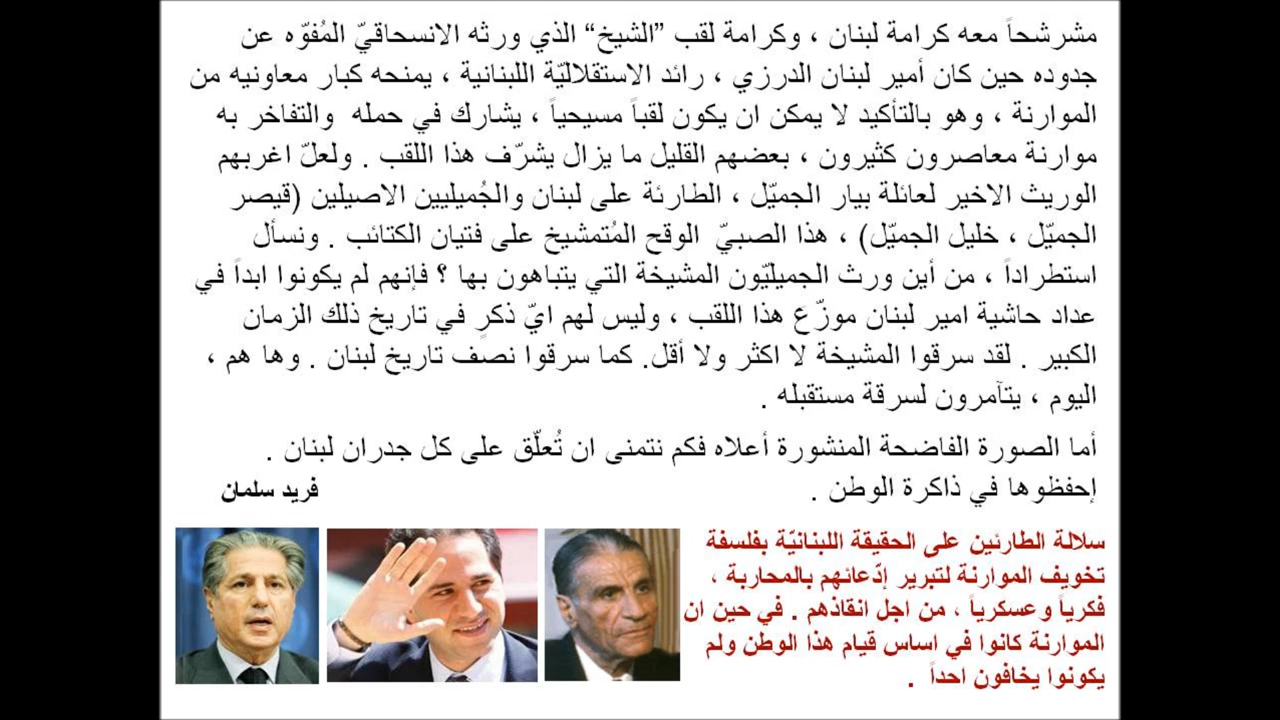 مشرشحاً معه كرامة لبنان ، وكرامة لقب ”الشيخ“ الذي ورثه الانسحاقيّ المُفوّه عن
جدوده حين كان أمير لبنان الدرزي ، رائد الاستقلاليّة اللبنانية ، يمنحه كبار معاونيه من
الموارنة ، وهو بالتأكيد لا يمكن ان يكون لقباً مسيحياً ، يشارك في حمله والتفاخر به
موارنة معاصرون كثيرون ، بعضهم القليل ما يزال يشرّف هذا اللقب . ولعلّ اغربهم
الوريث الاخير لعائلة بيار الجميّل ، الطارئة على لبنان والجُميليين الاصيلين (قيصر
الجميّل ، خليل الجميّل) ، هذا الصبيّ الوقح المُتمشيخ على فتيان الكتائب . ونسأل
استطراداً ، من أين ورث الجميليّون المشيخة التي يتباهون بها ؟ فإنهم لم يكونوا ابداً في
عداد حاشية امير لبنان موزّع هذا اللقب ، وليس لهم ايّ ذكرٍ في تاريخ ذلك الزمان
الكبير . لقد سرقوا المشيخة لا اكثر ولا أقل. كما سرقوا نصف تاريخ لبنان . وها هم ،
اليوم ، يتآمرون لسرقة مستقبله .
أما الصورة الفاضحة المنشورة أعلاه فكم نتمنى ان تُعلّق على كل جدران لبنان .
إحفظوها في ذاكرة الوطن . فريد سلمان
سلالة الطارئين على الحقيقة اللبنانيّة بفلسفة
تخويف الموارنة لتبرير إدّعائهم بالمحاربة ،
فكرياً وعسكرياً ، من اجل انقاذهم . في حين ان
الموارنة كانوا في اساس قيام هذا الوطن ولم
يكونوا يخافون احداً .